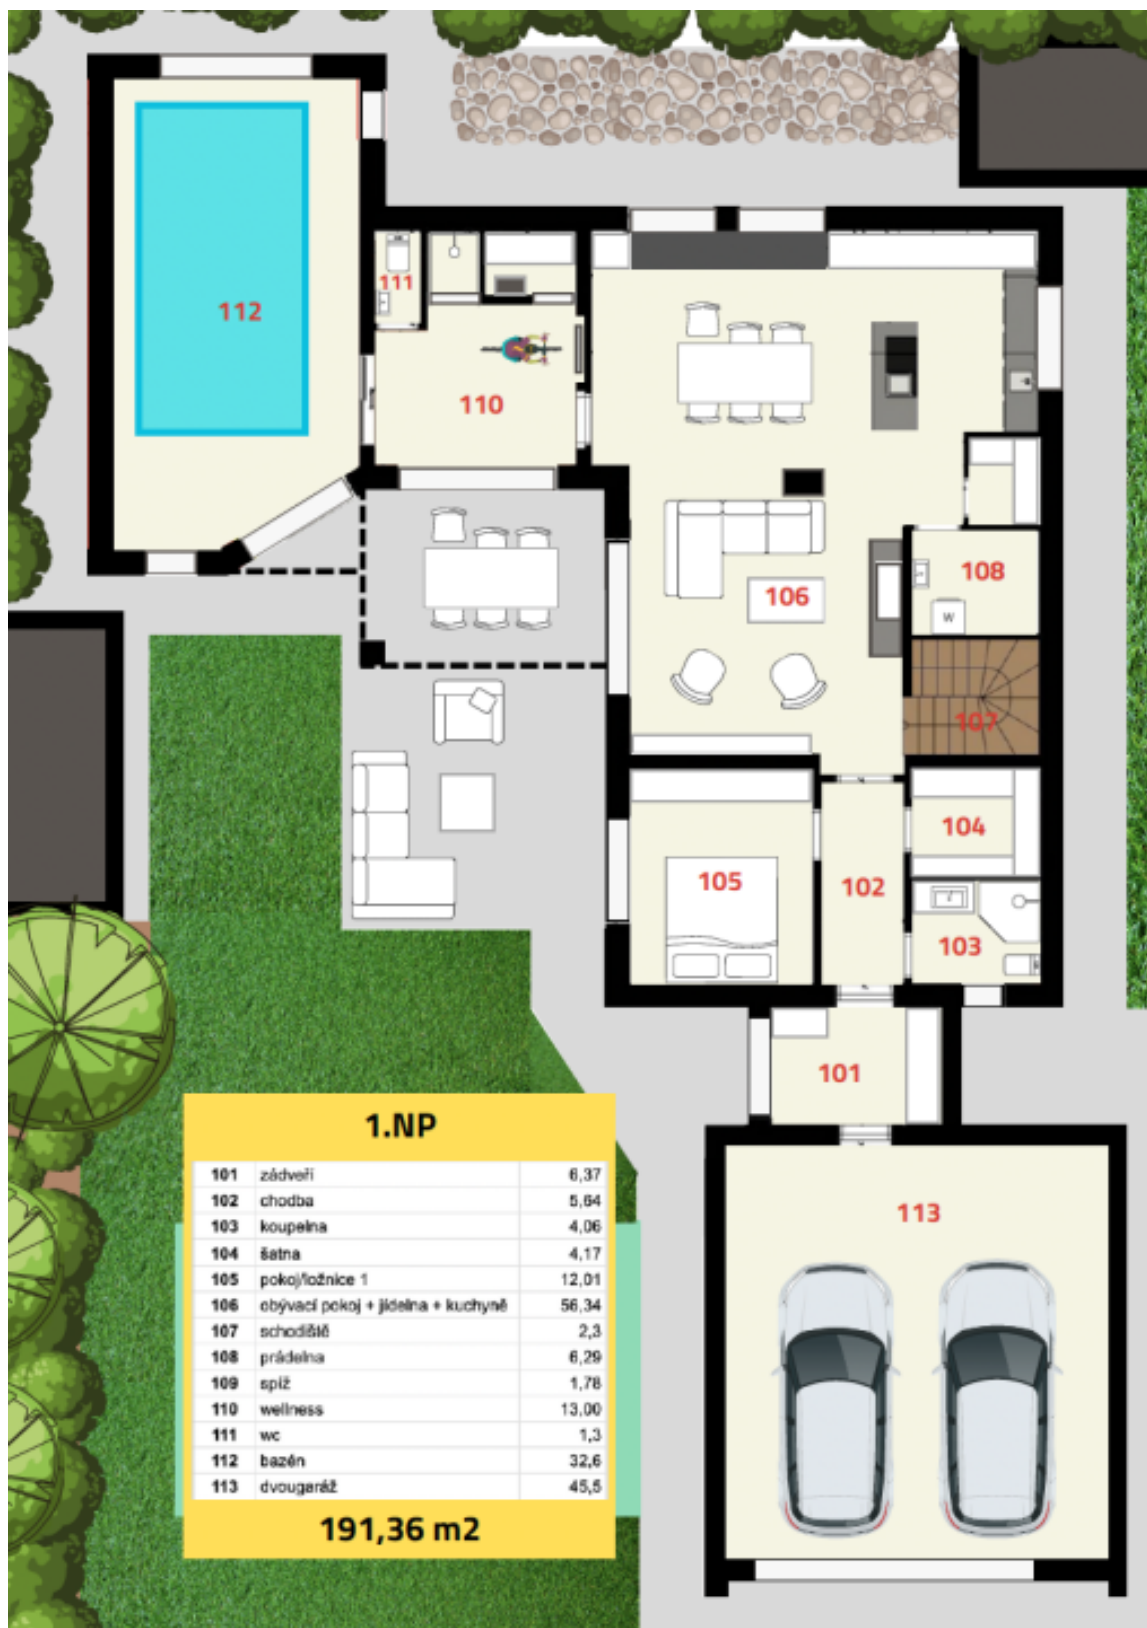 112
111
110
108
106
107
104
105
102
103
101
113
W
1.NP
101 zádveří 6,37
102 chodba 5,64
103 koupelna 4,06
104 šatna 4,17
105 pokoj/ložnice 1 12,01
106 obývací pokoj + jídelna + kuchyně 56,34
107 schodiště 2,3
108 prádelna 6,29
109 spíž 1,78
110 wellness 13,00
111 wc 1,3
112 bazén 32,6
113 dvougaráž 45,5
191,36 m2